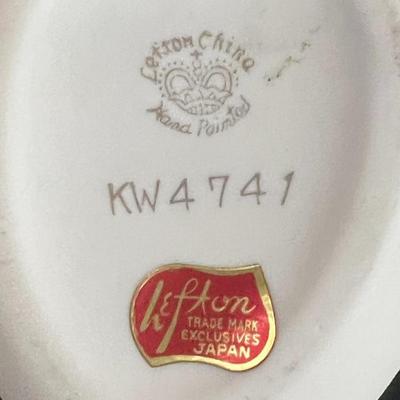 Lefton China
Hand Painted
KW4741
Lefton
TRADE MARK
EXCLUSIVES
JAPAN